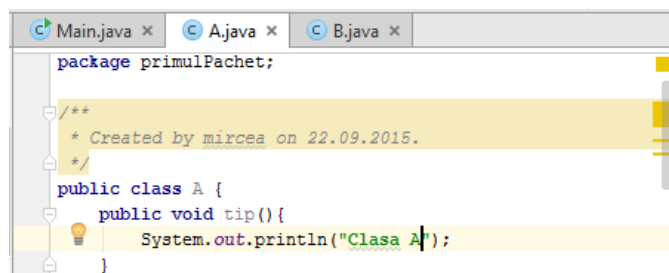 Main.java × A.java × B.java ×
package primulPachet;
/**
* Created by mircea on 22.09.2015.
*/
public class A {
public void tip(){
System.out.println("Clasa A");
}